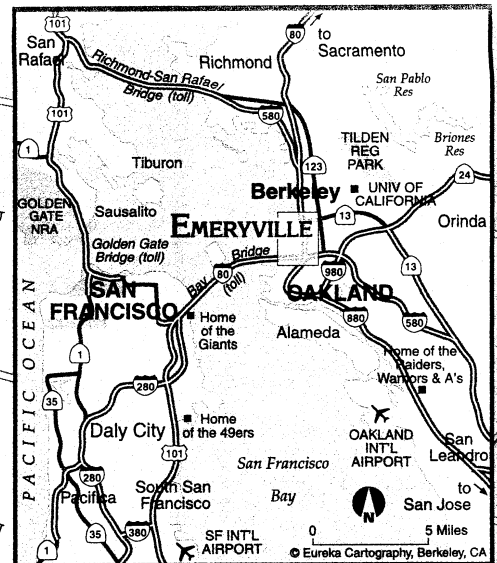 101
80
to
Sacramento
San
Rafael
Richmond
Richmond-San Rafael
Bridge (toll)
San Pablo
Res
101
580
TILDEN
REG
PARK
Briones
Res
1
123
24
Tiburon
Berkeley
UNIV OF
CALIFORNIA
GOLDEN
GATE
NRA
Sausalito
EMERYVILLE
13
Orinda
Golden Gate
Bridge (toll)
Bay
80
Bridge
(toll)
980
13
SAN
FRANCISCO
OAKLAND
Home
of the
Giants
Alameda
880
580
PACIFIC OCEAN
1
Home of the
Raiders,
Warriors & A's
280
35
Daly City
Home
of the 49ers
OAKLAND
INT'L
AIRPORT
San
Leandro
101
San Francisco
Bay
280
Pacifica
South San
Francisco
to
San Jose
N
35
380
1
SF INT'L
AIRPORT
0
5 Miles
© Eureka Cartography, Berkeley, CA